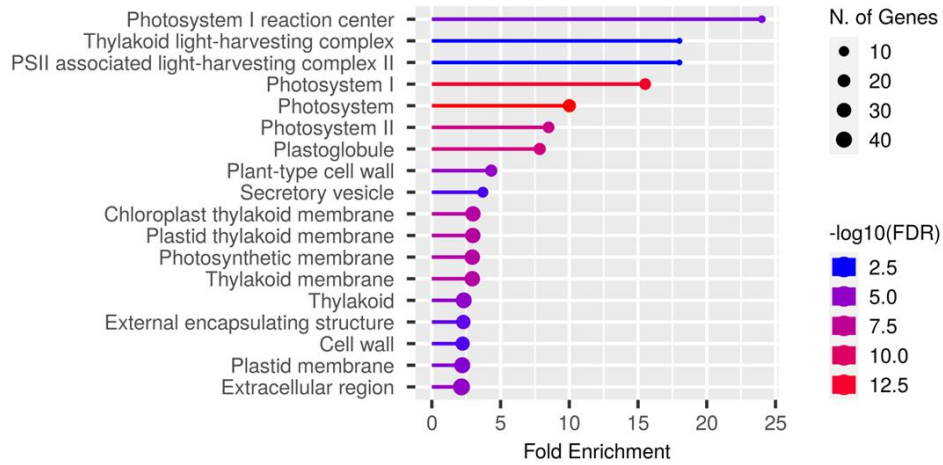 Photosystem I reaction center
Thylakoid light-harvesting complex
PSII associated light-harvesting complex II
Photosystem I
Photosystem
Photosystem II
Plastoglobule
Plant-type cell wall
Secretory vesicle
Chloroplast thylakoid membrane
Plastid thylakoid membrane
Photosynthetic membrane
Thylakoid membrane
Thylakoid
External encapsulating structure
Cell wall
Plastid membrane
Extracellular region
0 5 10 15 20 25
Fold Enrichment
N. of Genes
10
20
30
40
-log10(FDR)
2.5
5.0
7.5
10.0
12.5